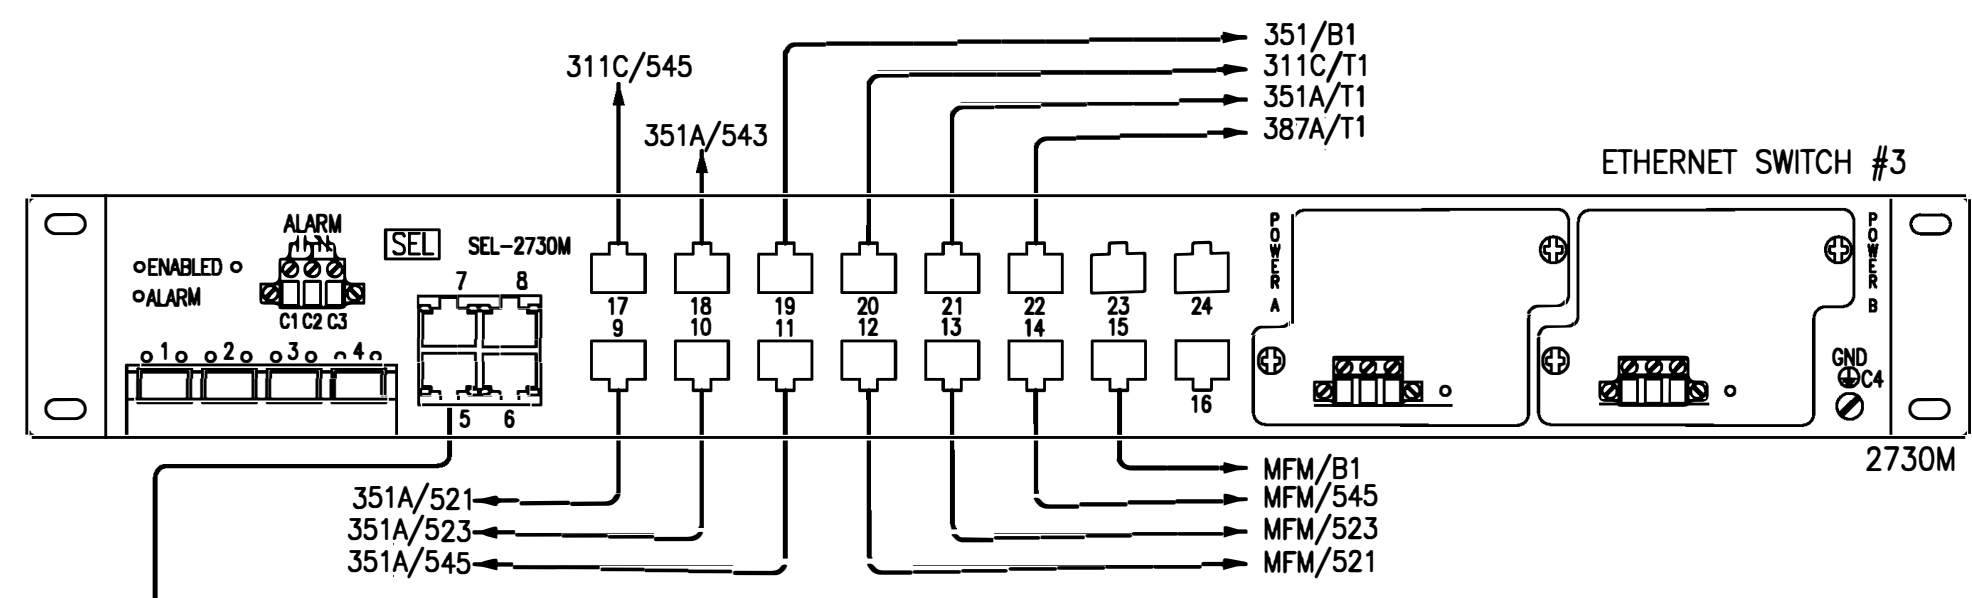 351/B1
311C/545
311C/T1
351A/T1
351A/543
387A/T1
ETHERNET SWITCH #3
ALARM
SEL
SEL-2730M
ENABLED
ALARM
C1 C2 C3
7 8
17 18 19 20 21 22 23 24
9 10 11 12 13 14 15
1 2 3 4
5 6
16
POWER A
POWER B
GND
C4
2730M
351A/521
351A/523
351A/545
MFM/B1
MFM/545
MFM/523
MFM/521